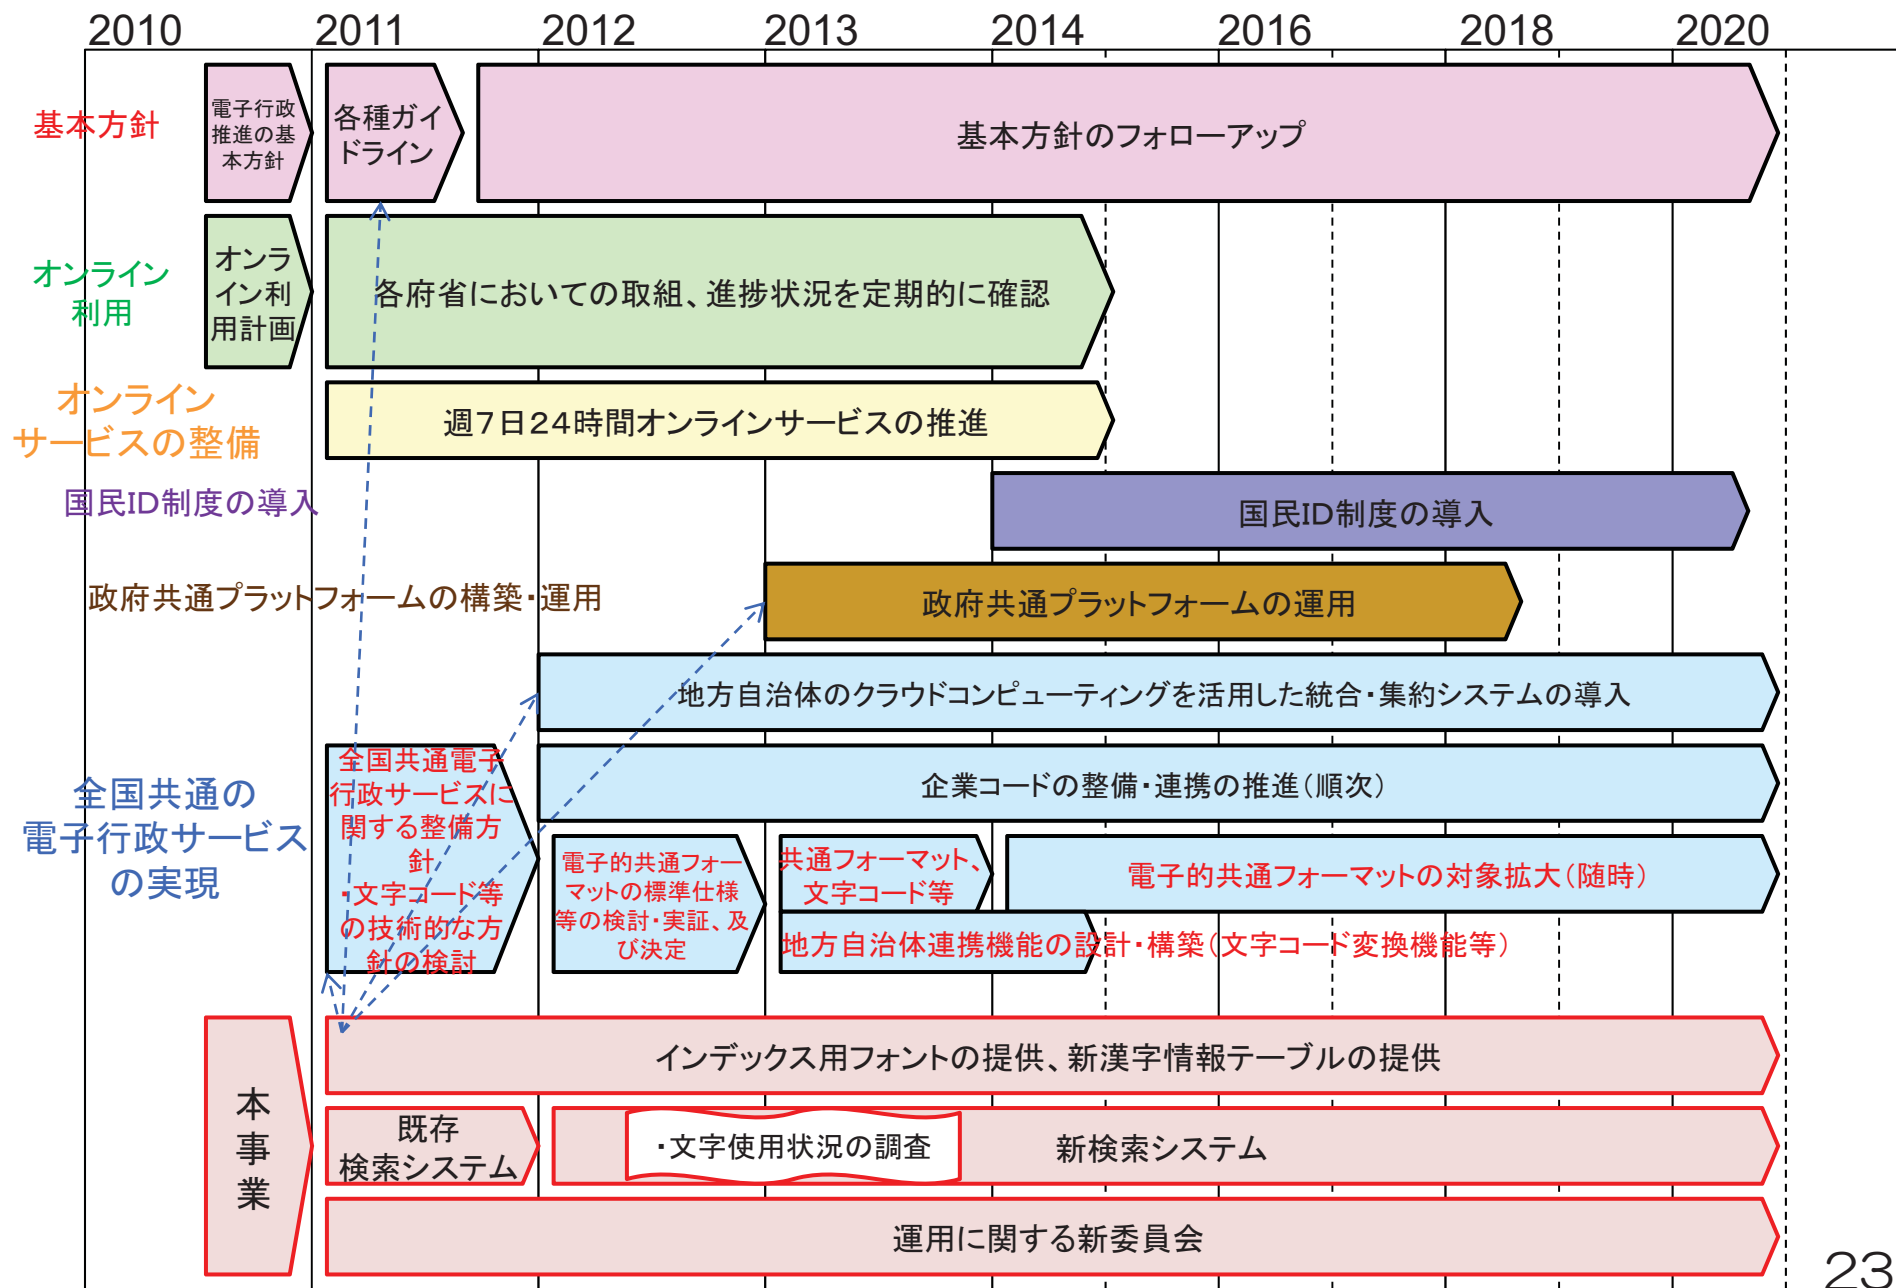 2010 2011 2012 2013 2014 2016 2018 2020
基本方針
電子行政
推進の基
本方針
各種ガイ
ドライン
基本方針のフォローアップ
オンライン
利用
オンラ
イン利
用計画
各府省においての取組、進捗状況を定期的に確認
オンライン
サービスの整備
週7日24時間オンラインサービスの推進
国民ID制度の導入
国民ID制度の導入
政府共通プラットフォームの構築・運用
政府共通プラットフォームの運用
地方自治体のクラウドコンピューティングを活用した統合・集約システムの導入
全国共通の
電子行政サービス
の実現
全国共通電子
行政サービスに
関する整備方
針
・文字コード等
の技術的な方
針の検討
企業コードの整備・連携の推進(順次)
電子的共通フォー
マットの標準仕様
等の検討・実証、及
び決定
共通フォーマット、
文字コード等
電子的共通フォーマットの対象拡大(随時)
地方自治体連携機能の設計・構築(文字コード変換機能等)
本
事
業
インデックス用フォントの提供、新漢字情報テーブルの提供
既存
検索システム
・文字使用状況の調査
新検索システム
運用に関する新委員会
23